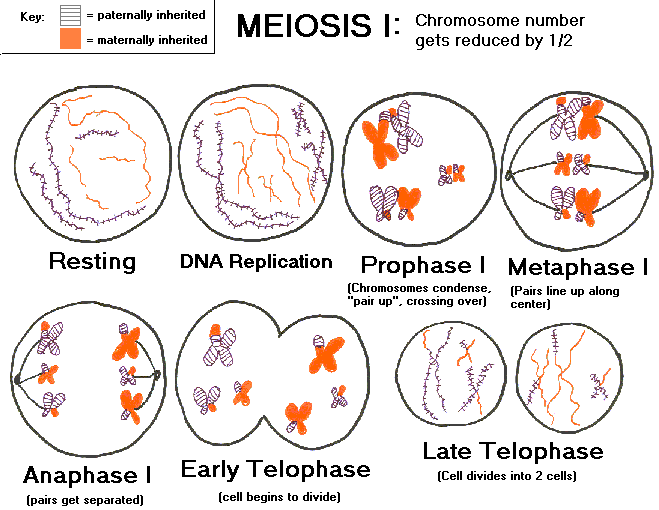 Key:
= paternally inherited
= maternally inherited
MEIOSIS I:
Chromosome number
gets reduced by 1/2
Resting
DNA Replication
Prophase I
(Chromosomes condense,
"pair up", crossing over)
Metaphase I
(Pairs line up along
center)
Anaphase I
(pairs get separated)
Early Telophase
(cell begins to divide)
Late Telophase
(Cell divides into 2 cells)